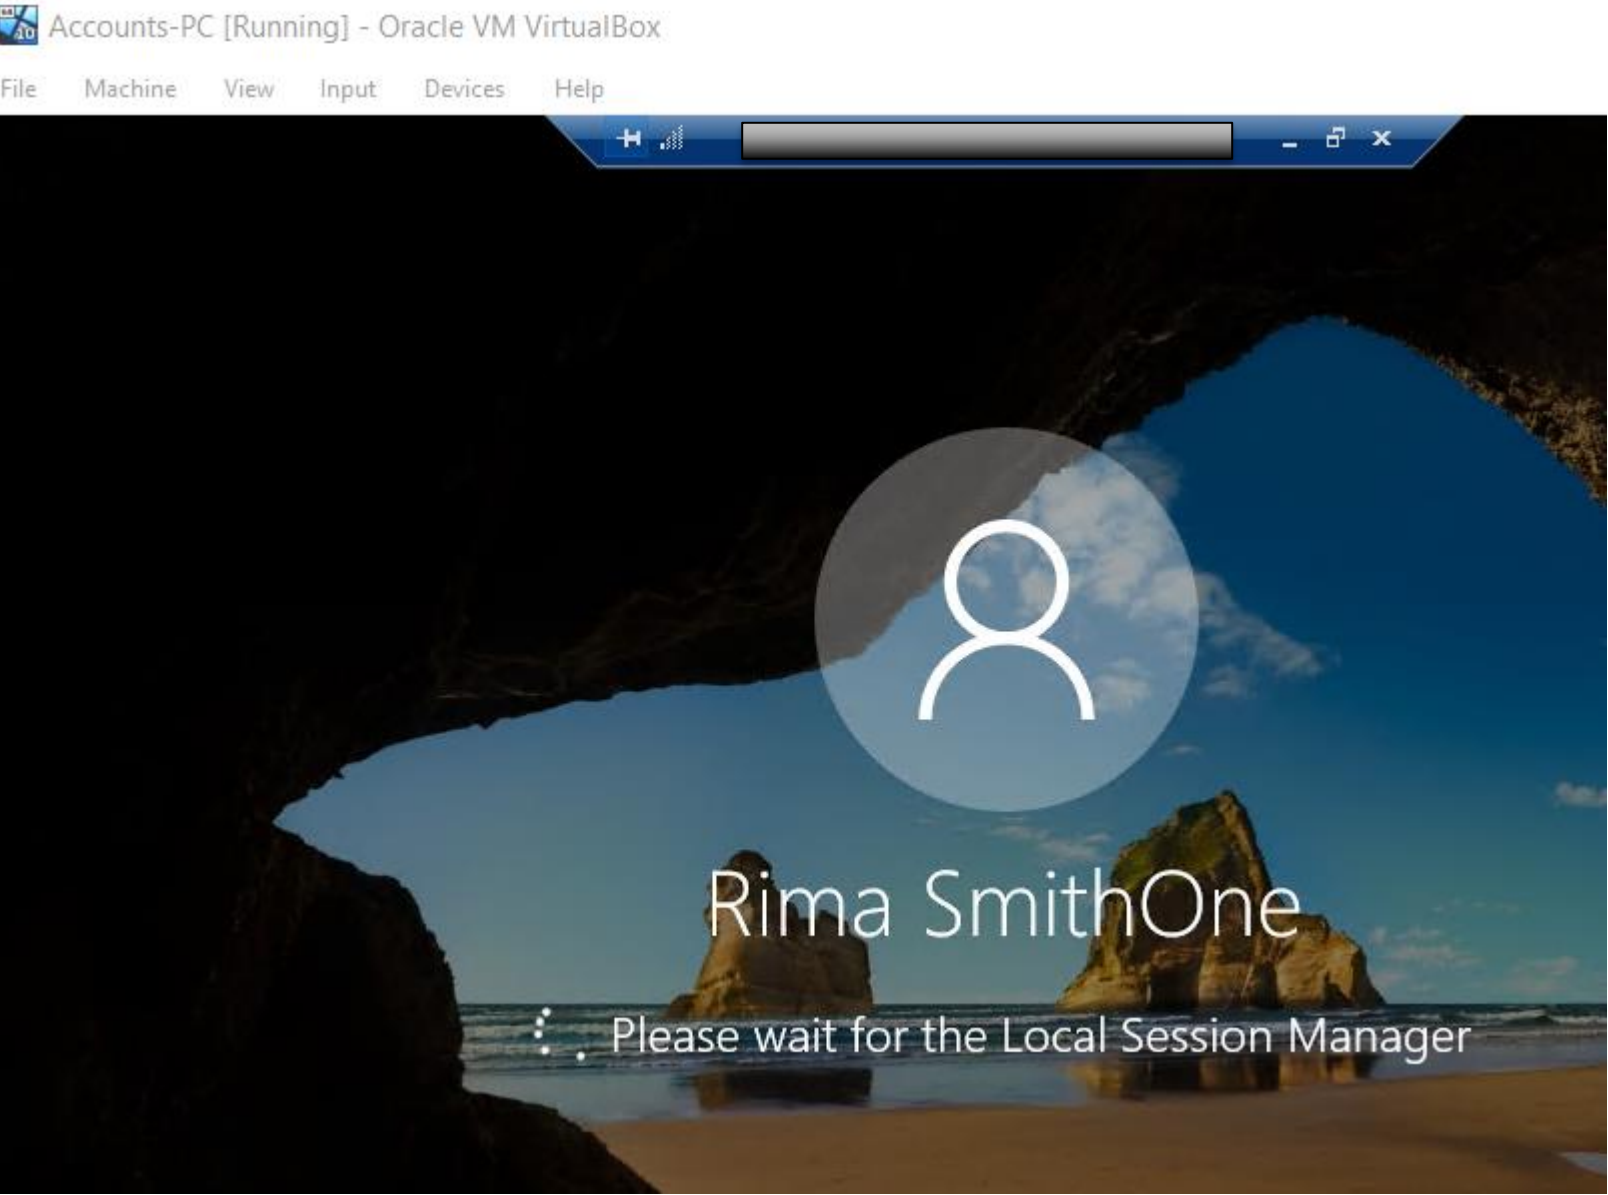 Accounts-PC [Running] - Oracle VM VirtualBox
File Machine View Input Devices Help
Rima SmithOne
Please wait for the Local Session Manager